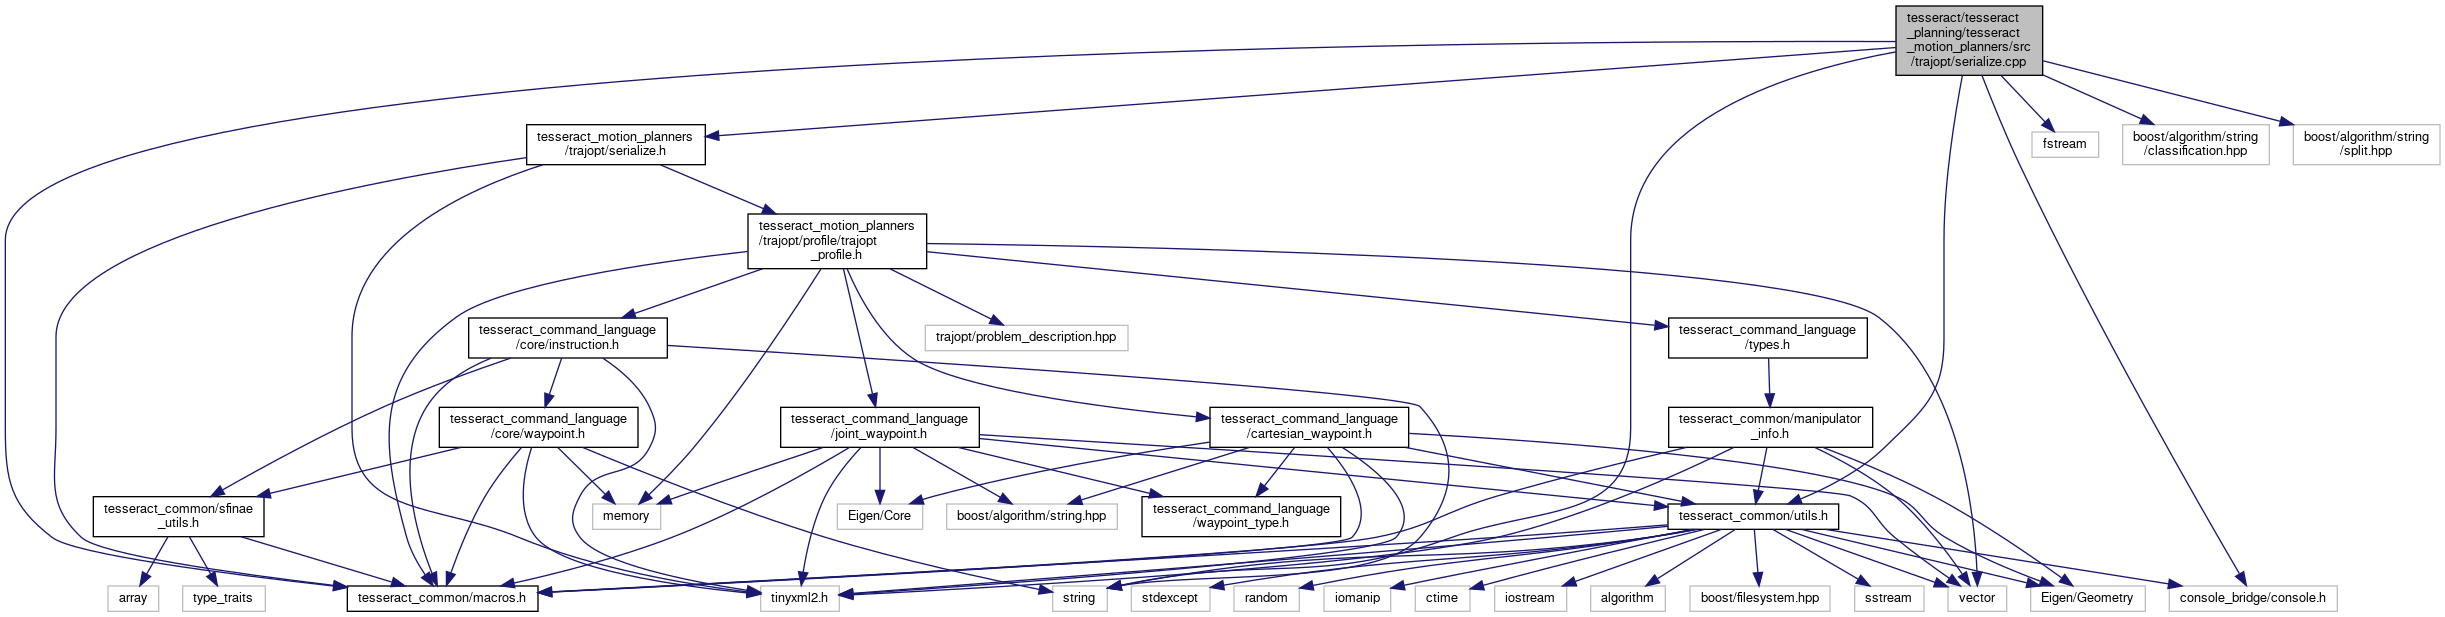 tesseract/tesseract
_planning/tesseract
_motion_planners/src
/trajopt/serialize.cpp
tesseract_motion_planners
/trajopt/serialize.h
fstream
boost/algorithm/string
/classification.hpp
boost/algorithm/string
/split.hpp
tesseract_motion_planners
/trajopt/profile/trajopt
_profile.h
tesseract_command_language
/core/instruction.h
trajopt/problem_description.hpp
tesseract_command_language
/types.h
tesseract_command_language
/core/waypoint.h
tesseract_command_language
/joint_waypoint.h
tesseract_command_language
/cartesian_waypoint.h
tesseract_common/manipulator
_info.h
tesseract_common/sfinae
_utils.h
memory
Eigen/Core
boost/algorithm/string.hpp
tesseract_command_language
/waypoint_type.h
tesseract_common/utils.h
array
type_traits
tesseract_common/macros.h
tinyxml2.h
string
stdexcept
random
iomanip
ctime
iostream
algorithm
boost/filesystem.hpp
sstream
vector
Eigen/Geometry
console_bridge/console.h